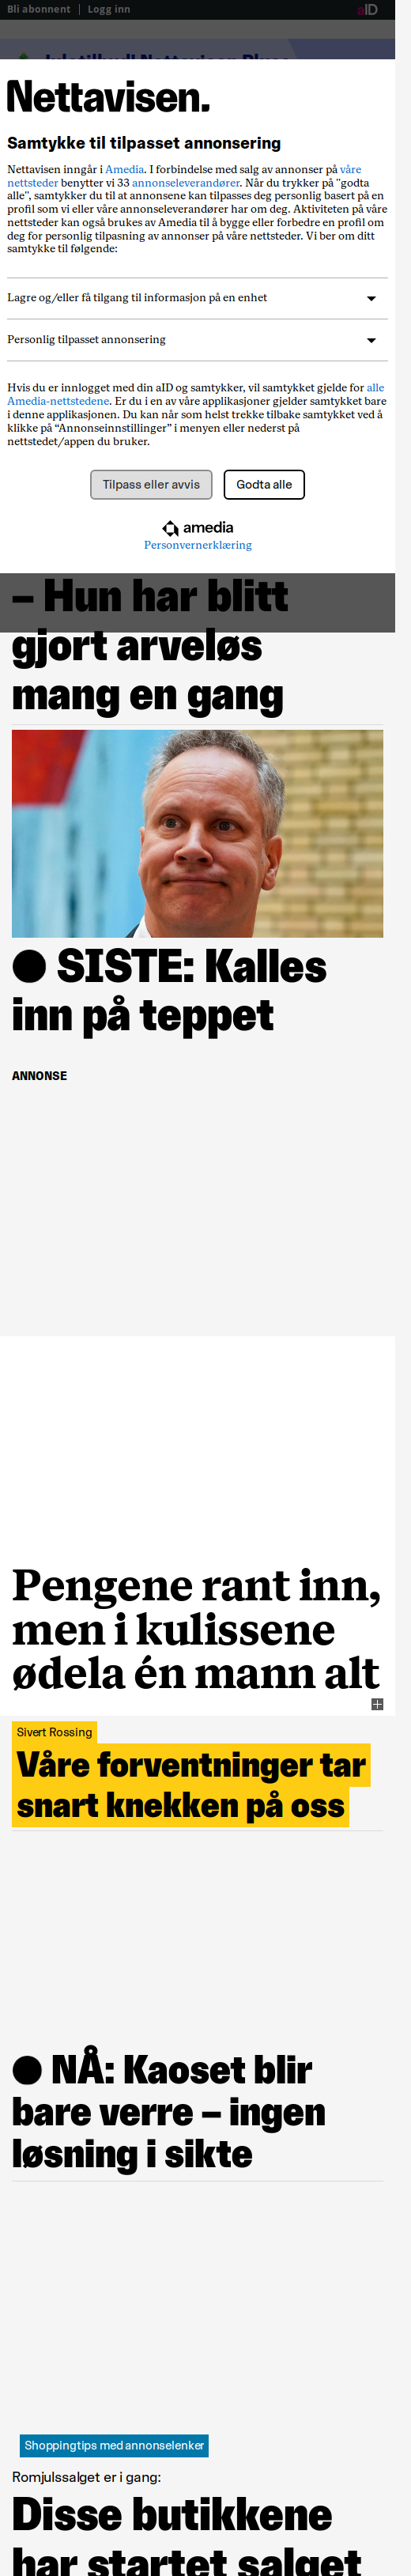 Bli abonnent | Logg inn
aID
Nettavisen.
Samtykke til tilpasset annonsering
Nettavisen inngår i Amedia. I forbindelse med salg av annonser på våre
nettsteder benytter vi 33 annonseleverandører. Når du trykker på "godta
alle", samtykker du til at annonsene kan tilpasses deg personlig basert på en
profil som vi eller våre annonseleverandører har om deg. Aktiviteten på våre
nettsteder kan også brukes av Amedia til å bygge eller forbedre en profil om
deg for personlig tilpasning av annonser på våre nettsteder. Vi ber om ditt
samtykke til følgende:
Lagre og/eller få tilgang til informasjon på en enhet
Personlig tilpasset annonsering
Hvis du er innlogget med din aID og samtykker, vil samtykket gjelde for alle
Amedia-nettstedene. Er du i en av våre applikasjoner gjelder samtykket bare
i denne applikasjonen. Du kan når som helst trekke tilbake samtykket ved å
klikke på “Annonseinnstillinger” i menyen eller nederst på
nettstedet/appen du bruker.
Tilpass eller avvis
Godta alle
amedia
Personvernerklæring
– Hun har blitt
gjort arveløs
mang en gang
● SISTE: Kalles
inn på teppet
ANNONSE
Pengene rant inn,
men i kulissene
ødela én mann alt
Sivert Rossing
Våre forventninger tar
snart knekken på oss
● NÅ: Kaoset blir
bare verre – ingen
løsning i sikte
Shoppingtips med annonselenker
Romjulssalget er i gang:
Disse butikkene
har startet salget